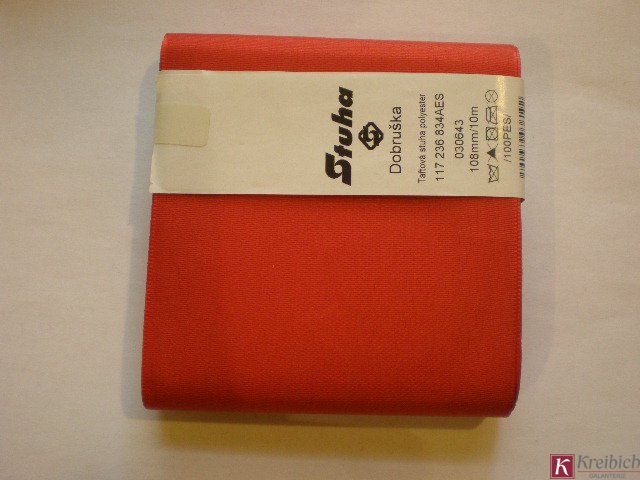 Stuha
Dobruška
Taftová stuha polyester
117 236 834AES
030643
108mm/10m
/100PES/
K Kreibich
GALANTERIE